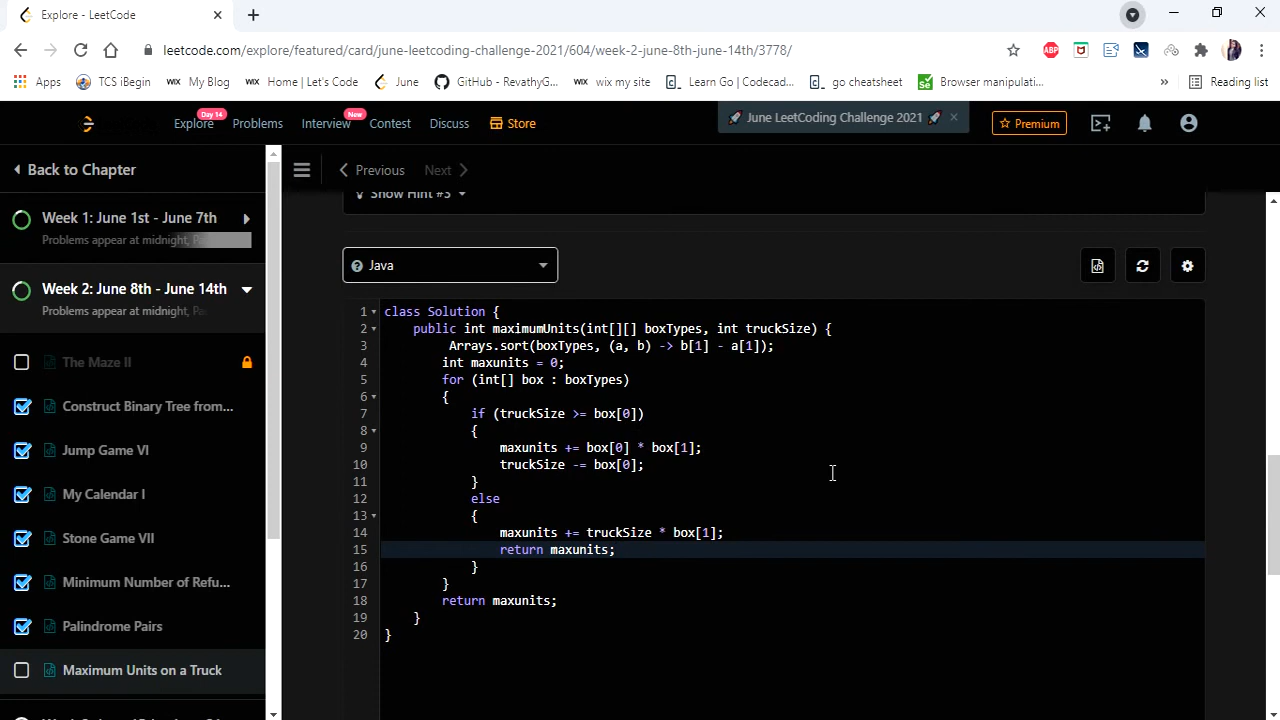 Explore - LeetCode
leetcode.com/explore/featured/card/june-leetcoding-challenge-2021/604/week-2-june-8th-june-14th/3778/
ABP
Apps TCS iBegin WIX My Blog WIX Home | Let's Code June GitHub - RevathyG... WIX wix my site Learn Go | Codecad... go cheatsheet Se Browser manipulati... » Reading list
Day 14 New
Explore Problems Interview Contest Discuss Store June LeetCoding Challenge 2021 × Premium
Back to Chapter
Previous Next
Show Hint #3
Week 1: June 1st - June 7th
Problems appear at midnight,
Week 2: June 8th - June 14th
Problems appear at midnight,
The Maze II
Construct Binary Tree from...
Jump Game VI
My Calendar I
Stone Game VII
Minimum Number of Refu...
Palindrome Pairs
Maximum Units on a Truck
Java
1 class Solution {
2 public int maximumUnits(int[][] boxTypes, int truckSize) {
3 Arrays.sort(boxTypes, (a, b) -> b[1] - a[1]);
4 int maxunits = 0;
5 for (int[] box : boxTypes)
6 {
7 if (truckSize >= box[0])
8 {
9 maxunits += box[0] * box[1];
10 truckSize -= box[0];
11 }
12 else
13 {
14 maxunits += truckSize * box[1];
15 return maxunits;
16 }
17 }
18 return maxunits;
19 }
20 }